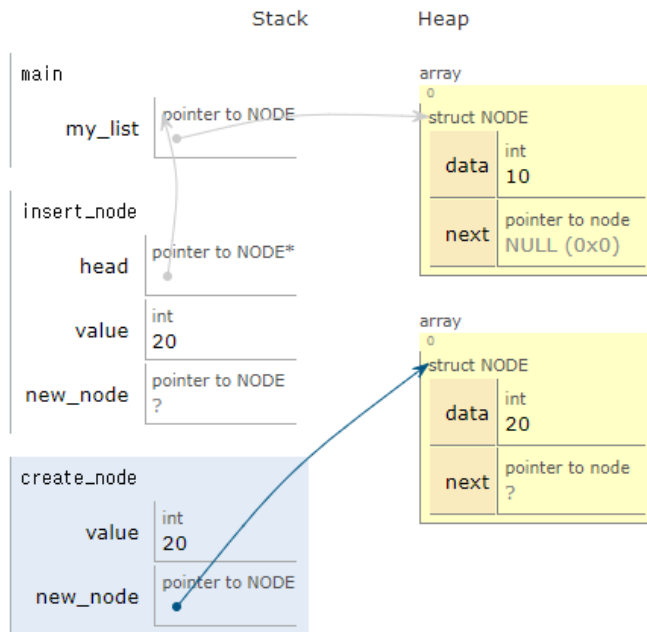 Stack
Heap
main
my_list
pointer to NODE
insert_node
head
pointer to NODE*
value
int
20
new_node
pointer to NODE
?
create_node
value
int
20
new_node
pointer to NODE
array
0
struct NODE
data
int
10
next
pointer to node
NULL (0x0)
array
0
struct NODE
data
int
20
next
pointer to node
?